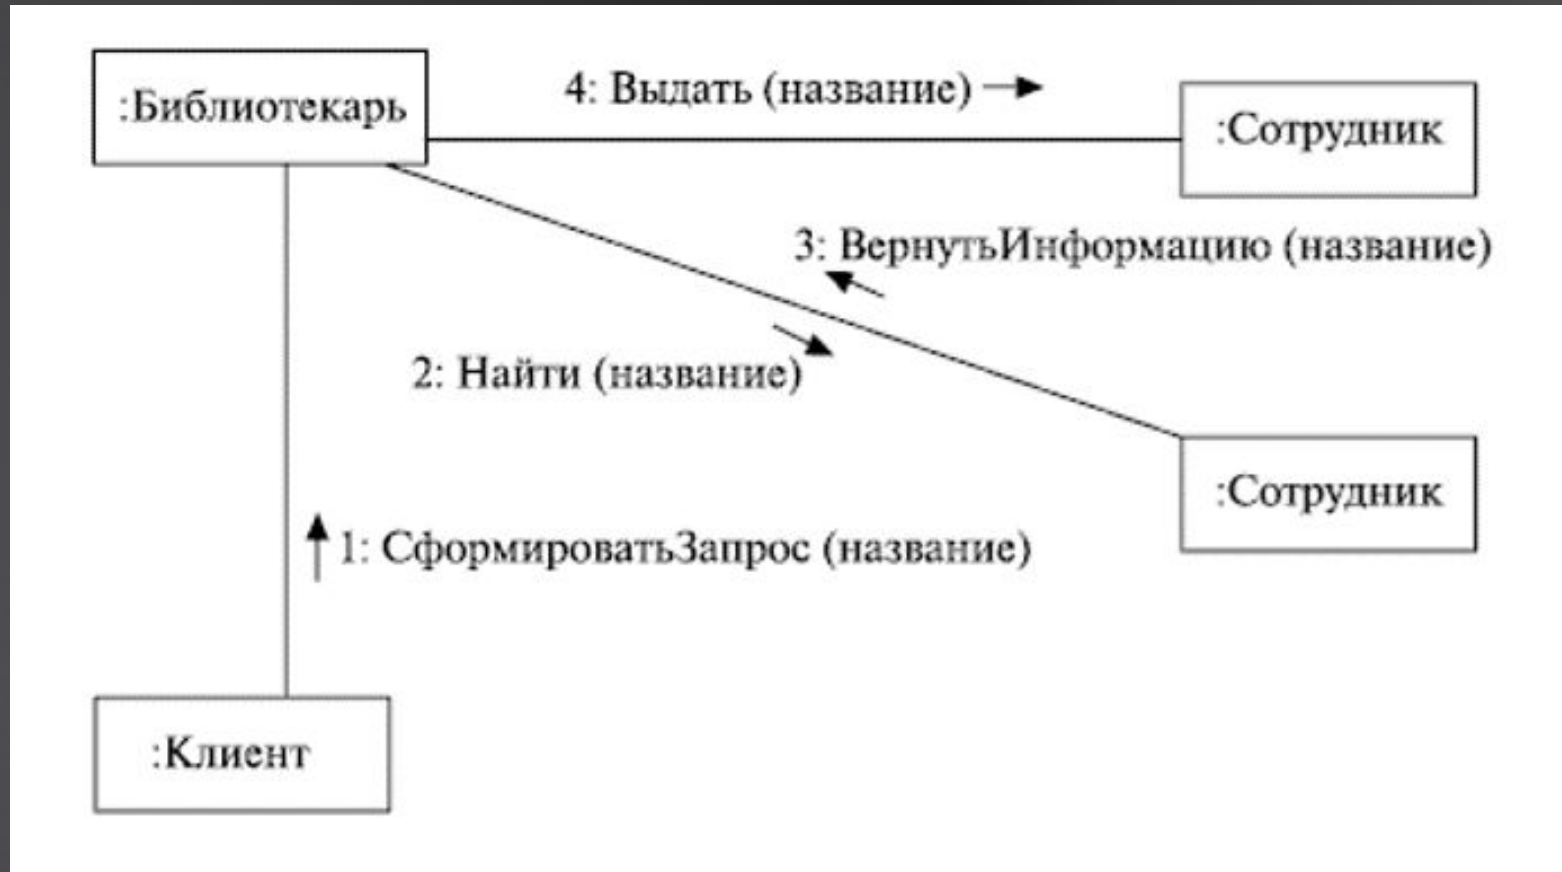 :Библиотекарь
4: Выдать (название)
:Сотрудник
3: ВернутьИнформацию (название)
2: Найти (название)
:Сотрудник
1: СформироватьЗапрос (название)
:Клиент